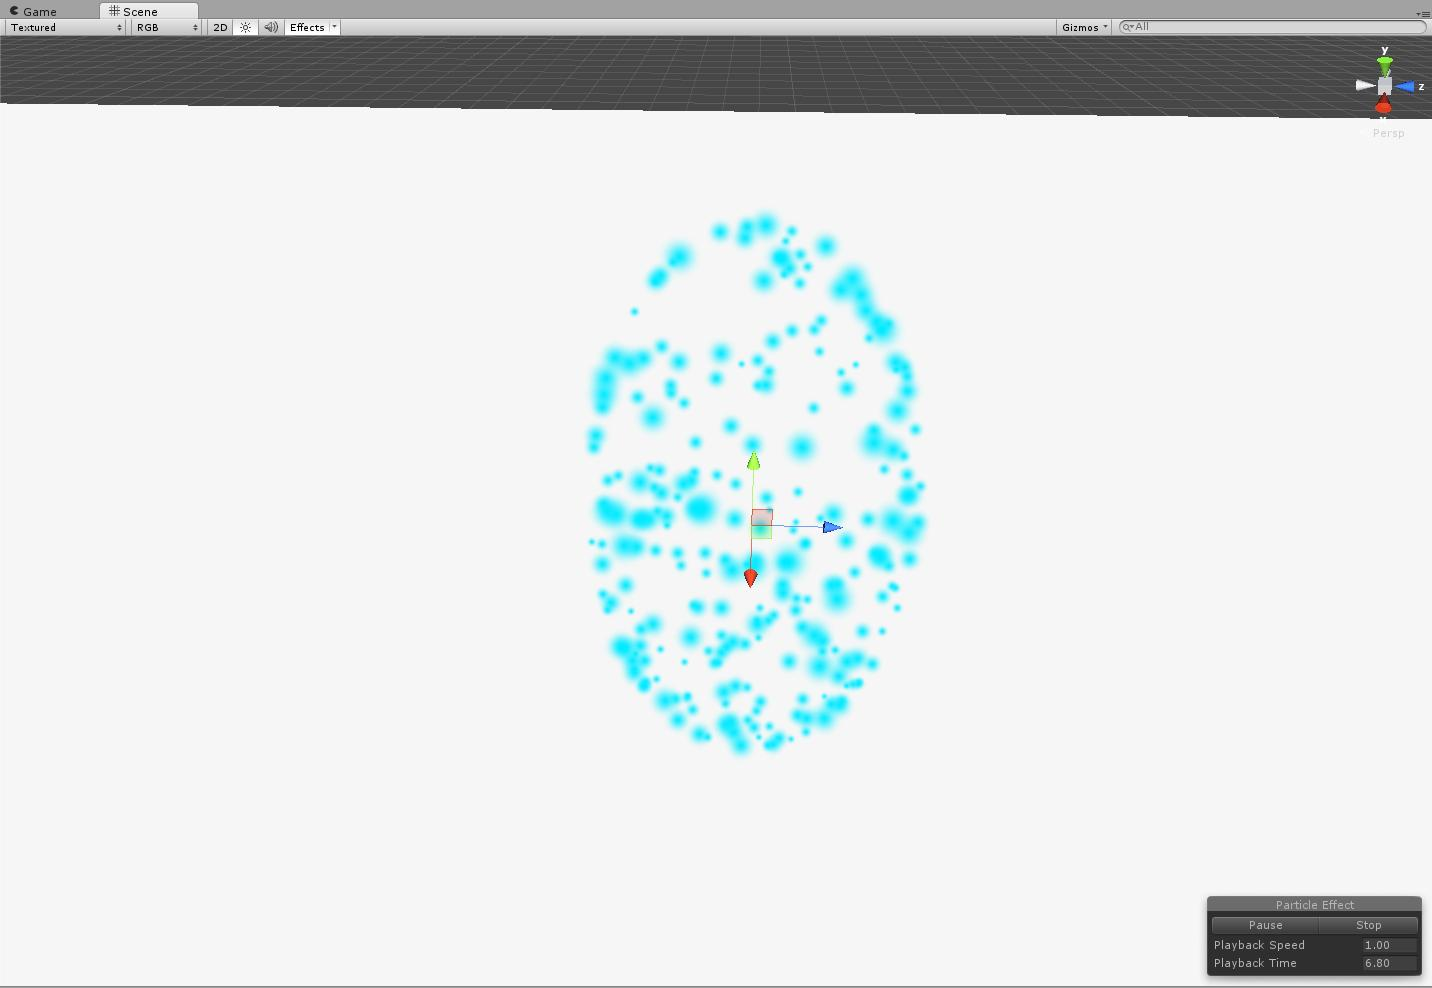 Game
Scene
Textured
RGB
2D
Effects
Gizmos
All
y
z
Persp
Particle Effect
Pause
Stop
Playback Speed 1.00
Playback Time 6.80